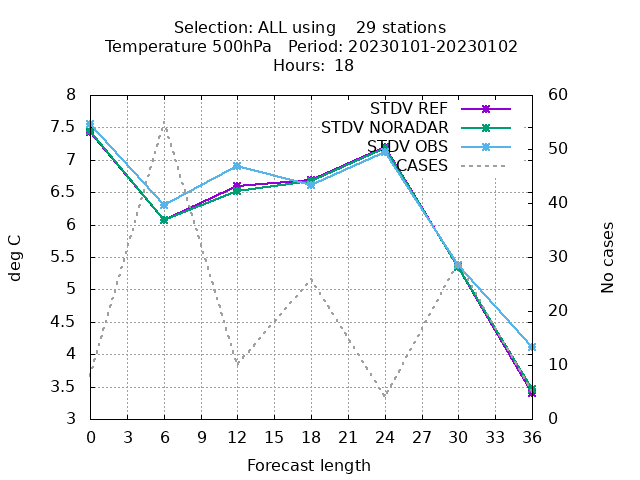 Selection: ALL using    29 stations
Temperature 500hPa   Period: 20230101-20230102
Hours:  18
8
7.5
7
6.5
6
5.5
5
4.5
4
3.5
3
deg C
STDV REF
STDV NORADAR
STDV OBS
CASES
60
50
40
30
20
10
0
No cases
0 3 6 9 12 15 18 21 24 27 30 33 36
Forecast length